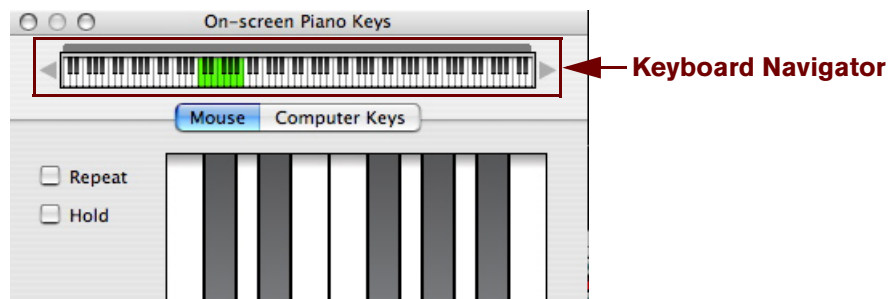 On-screen Piano Keys
Keyboard Navigator
Mouse Computer Keys
Repeat
Hold